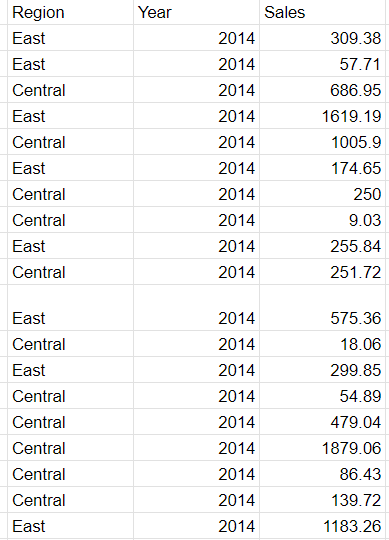 Region Year Sales
East 2014 309.38
East 2014 57.71
Central 2014 686.95
East 2014 1619.19
Central 2014 1005.9
East 2014 174.65
Central 2014 250
Central 2014 9.03
East 2014 255.84
Central 2014 251.72
East 2014 575.36
Central 2014 18.06
East 2014 299.85
Central 2014 54.89
Central 2014 479.04
Central 2014 1879.06
Central 2014 86.43
Central 2014 139.72
East 2014 1183.26